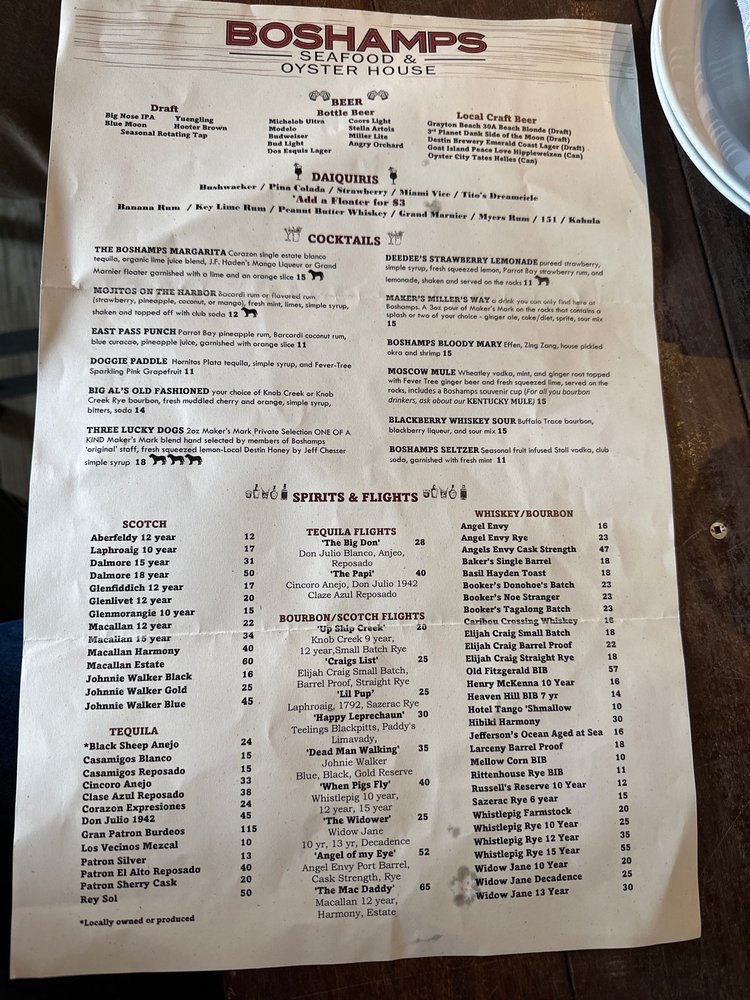 BOSHAMPS
SEAFOOD &
OYSTER HOUSE
BEER
Draft
Big Nose IPA Yuengling
Blue Moon Hooter Brown
Seasonal Rotating Tap
Bottle Beer
Michelob Ultra Coors Light
Modelo Stella Artois
Budweiser Miller Lite
Bud Light Angry Orchard
Dos Esquis Lager
Local Craft Beer
Grayton Beach 30A Beach Blonde (Draft)
3rd Planet Dank Side of the Moon (Draft)
Destin Brewery Emerald Coast Lager (Draft)
Goat Island Peace Love Hippieweizen (Can)
Oyster City Tates Helles (Can)
DAIQUIRIS
Bushwacker / Pina Colada / Strawberry / Miami Vice / Tito's Dreamcicle
*Add a Floater for $3
Banana Rum / Key Lime Rum / Peanut Butter Whiskey / Grand Marnier / Myers Rum / 151 / Kahula
COCKTAILS
THE BOSHAMPS MARGARITA Corazon single estate blanco
tequila, organic lime juice blend, J.F. Haden's Mango Liqueur or Grand
Marnier floater garnished with a lime and an orange slice 15
MOJITOS ON THE HARBOR Bacardi rum or flavored rum
(strawberry, pineapple, coconut, or mango), fresh mint, limes, simple syrup,
shaken and topped off with club soda 12
EAST PASS PUNCH Parrot Bay pineapple rum, Barcardi coconut rum,
blue curacao, pineapple juice, garnished with orange slice 11
DOGGIE PADDLE Hornitos Plata tequila, simple syrup, and Fever-Tree
Sparkling Pink Grapefruit 11
BIG AL'S OLD FASHIONED your choice of Knob Creek or Knob
Creek Rye bourbon, fresh muddled cherry and orange, simple syrup,
bitters, soda 14
THREE LUCKY DOGS 2oz Maker's Mark Private Selection ONE OF A
KIND Maker's Mark blend hand selected by members of Boshamps
'original' staff, fresh squeezed lemon-Local Destin Honey by Jeff Chesser
simple syrup 18
DEEDEE'S STRAWBERRY LEMONADE pureed strawberry,
simple syrup, fresh squeezed lemon, Parrot Bay strawberry rum, and
lemonade, shaken and served on the rocks 11
MAKER'S MILLER'S WAY a drink you can only find here at
Boshamps. A 3oz pour of Maker's Mark on the rocks that contains a
splash or two of your choice - ginger ale, coke/diet, sprite, sour mix
15
BOSHAMPS BLOODY MARY Effen, Zing Zang, house pickled
okra and shrimp 15
MOSCOW MULE Wheatley vodka, mint, and ginger root topped
with Fever Tree ginger beer and fresh squeezed lime, served on the
rocks, includes a Boshamps souvenir cup (For all you bourbon
drinkers, ask about our KENTUCKY MULE) 15
BLACKBERRY WHISKEY SOUR Buffalo Trace bourbon,
blackberry liqueur, and sour mix 15
BOSHAMPS SELTZER Seasonal fruit infused Stoli vodka, club
soda, garnished with fresh mint 11
SPIRITS & FLIGHTS
SCOTCH
Aberfeldy 12 year 12
Laphroaig 10 year 17
Dalmore 15 year 31
Dalmore 18 year 50
Glenfiddich 12 year 17
Glenlivet 12 year 20
Glenmorangie 10 year 15
Macallan 12 year 22
Macallan 15 year 34
Macallan Harmony 40
Macallan Estate 60
Johnnie Walker Black 16
Johnnie Walker Gold 25
Johnnie Walker Blue 45
TEQUILA
*Black Sheep Anejo 24
Casamigos Blanco 15
Casamigos Reposado 15
Cincoro Anejo 33
Clase Azul Reposado 38
Corazon Expresiones 24
Don Julio 1942 45
Gran Patron Burdeos 115
Los Vecinos Mezcal 10
Patron Silver 13
Patron El Alto Reposado 40
Patron Sherry Cask 20
Rey Sol 50
*Locally owned or produced
TEQUILA FLIGHTS
'The Big Don' 28
Don Julio Blanco, Anjeo,
Reposado
'The Papi' 40
Cincoro Anejo, Don Julio 1942
Claze Azul Reposado
BOURBON/SCOTCH FLIGHTS
'Up Ship Creek' 20
Knob Creek 9 year,
12 year,Small Batch Rye
'Craigs List' 25
Elijah Craig Small Batch,
Barrel Proof, Straight Rye
'Lil Pup' 25
Laphroaig, 1792, Sazerac Rye
'Happy Leprechaun' 30
Teelings Blackpitts, Paddy's
Limavady,
'Dead Man Walking' 35
Johnie Walker
Blue, Black, Gold Reserve
'When Pigs Fly' 40
Whistlepig 10 year,
12 year, 15 year
'The Widower' 25
Widow Jane
10 yr, 13 yr, Decadence
'Angel of my Eye' 52
Angel Envy Port Barrel,
Cask Strength, Rye
'The Mac Daddy' 65
Macallan 12 year,
Harmony, Estate
WHISKEY/BOURBON
Angel Envy 16
Angel Envy Rye 23
Angels Envy Cask Strength 47
Baker's Single Barrel 18
Basil Hayden Toast 18
Booker's Donohoe's Batch 23
Booker's Noe Stranger 23
Booker's Tagalong Batch 23
Caribou Crossing Whiskey 16
Elijah Craig Small Batch 18
Elijah Craig Barrel Proof 22
Elijah Craig Straight Rye 18
Old Fitzgerald BIB 57
Henry McKenna 10 Year 16
Heaven Hill BIB 7 yr 14
Hotel Tango 'Shmallow 10
Hibiki Harmony 30
Jefferson's Ocean Aged at Sea 16
Larceny Barrel Proof 18
Mellow Corn BIB 10
Rittenhouse Rye BIB 11
Russell's Reserve 10 Year 12
Sazerac Rye 6 year 15
Whistlepig Farmstock 20
Whistlepig Rye 10 Year 25
Whistlepig Rye 12 Year 35
Whistlepig Rye 15 Year 55
Widow Jane 10 Year 20
Widow Jane Decadence 25
Widow Jane 13 Year 30